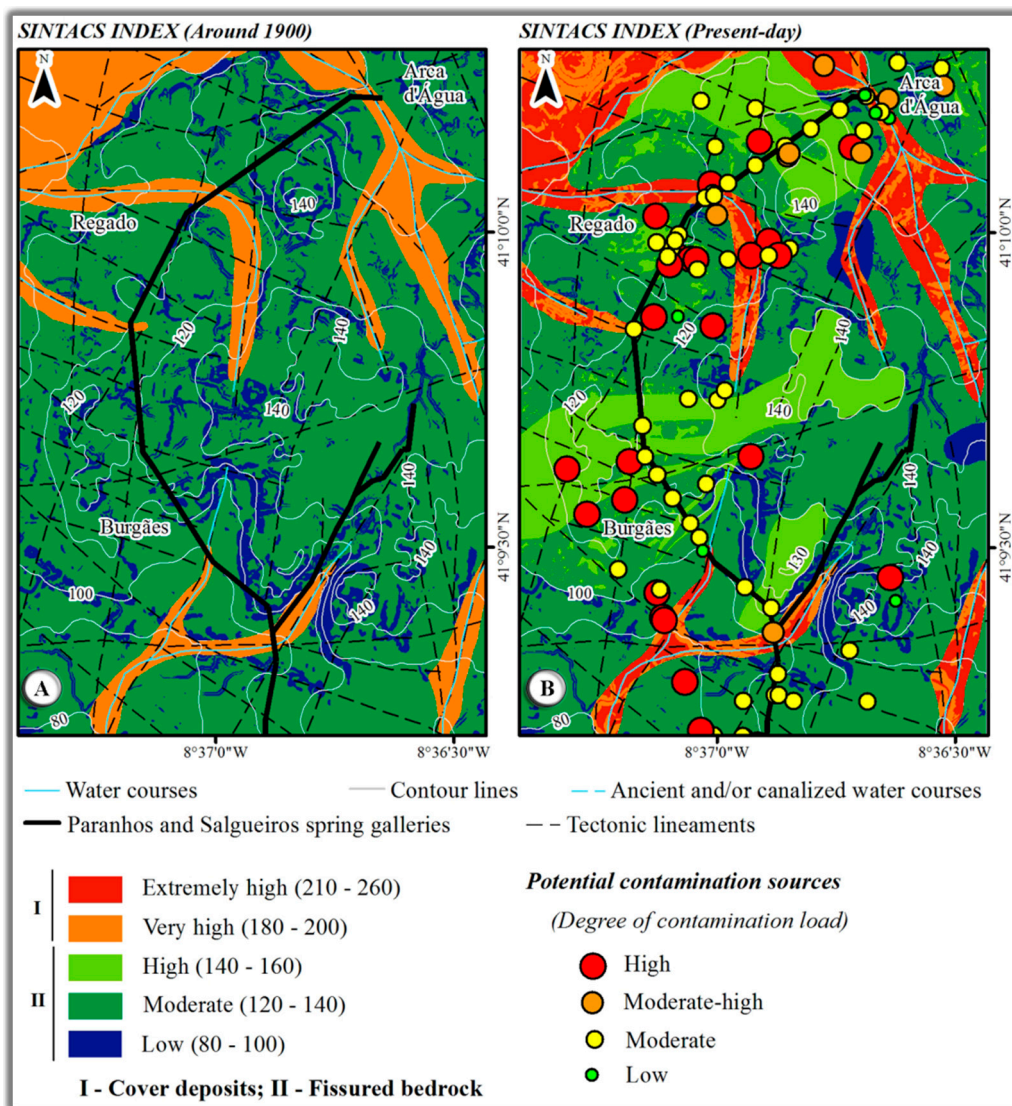 SINTACS INDEX (Around 1900)
SINTACS INDEX (Present-day)
N
Arca
d'Água
140
Regado
120
140
120
140
140
Burgães
140
100
140
80
A
8°37'0"W
8°36'30"W
N
Arca
d'Água
140
Regado
41°10'0"N
120
140
120
140
140
Burgães
130
140
41°9'30"N
100
140
80
B
8°37'0"W
8°36'30"W
Water courses
Contour lines
Ancient and/or canalized water courses
Paranhos and Salgueiros spring galleries
Tectonic lineaments
I
Extremely high (210 - 260)
Very high (180 - 200)
II
High (140 - 160)
Moderate (120 - 140)
Low (80 - 100)
I - Cover deposits; II - Fissured bedrock
Potential contamination sources
(Degree of contamination load)
High
Moderate-high
Moderate
Low
41°10'0"N
41°9'30"N